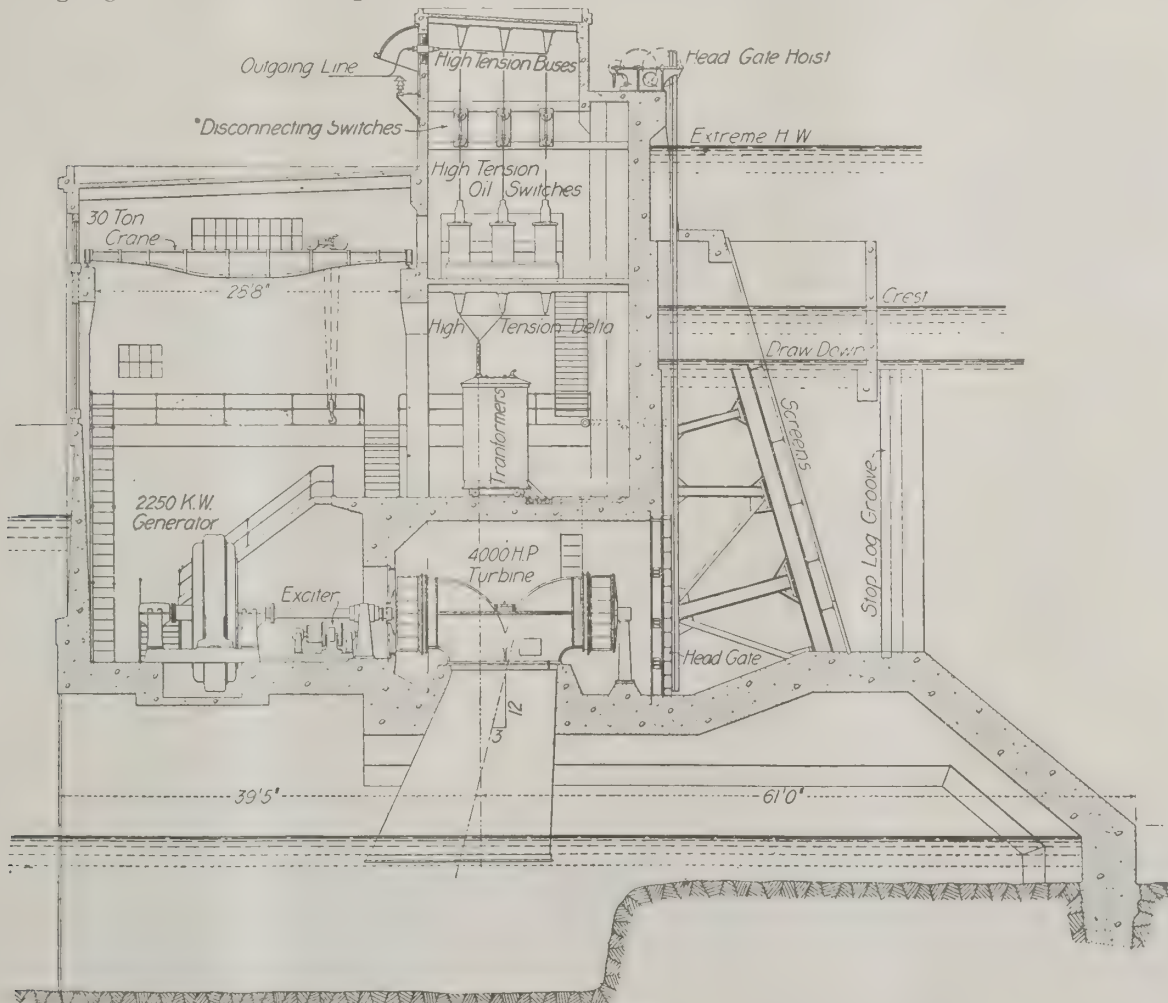 Outgoing Line
High Tension Buses
Head Gate Hoist
Disconnecting Switches
Extreme H W
High Tension
Oil Switches
30 Ton
Crane
26'8"
Crest
High Tension Delta
Draw Down
Screens
Tranformers
Stop Log Groove
2250 K.W.
Generator
4000 H.P
Turbine
Exciter
Head Gate
12
3
39'5"
61'0"